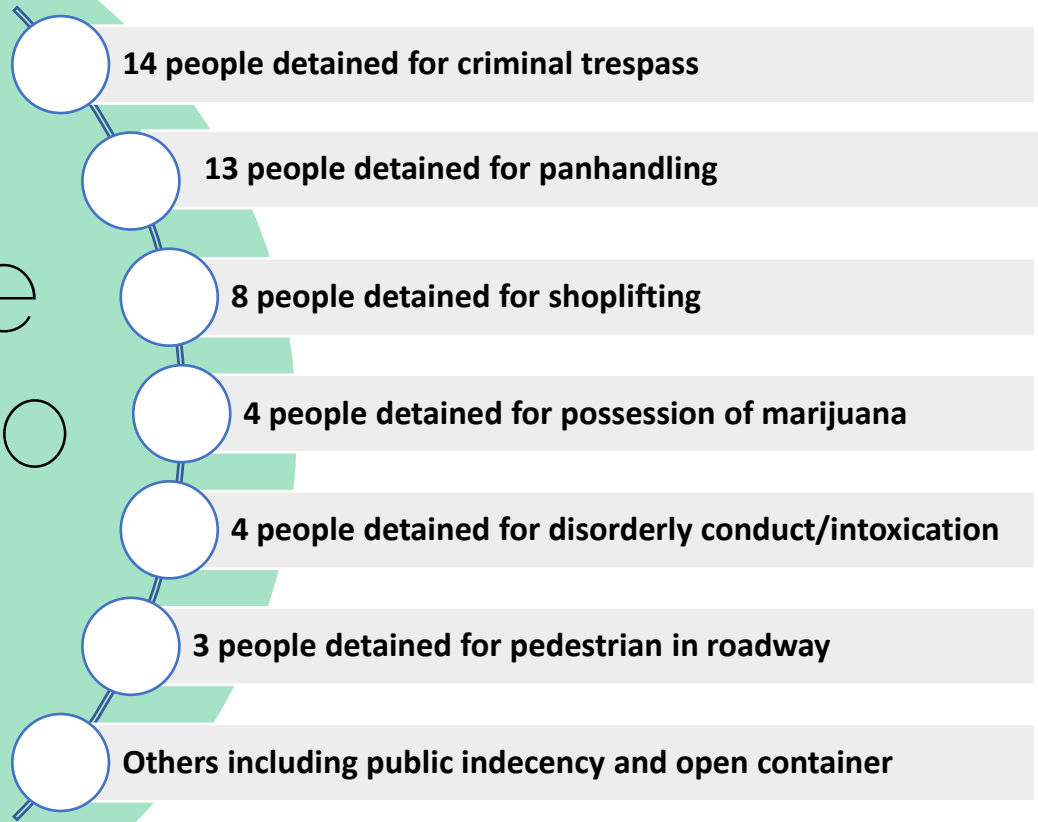 14 people detained for criminal trespass
13 people detained for panhandling
8 people detained for shoplifting
e
4 people detained for possession of marijuana
o
4 people detained for disorderly conduct/intoxication
3 people detained for pedestrian in roadway
Others including public indecency and open container